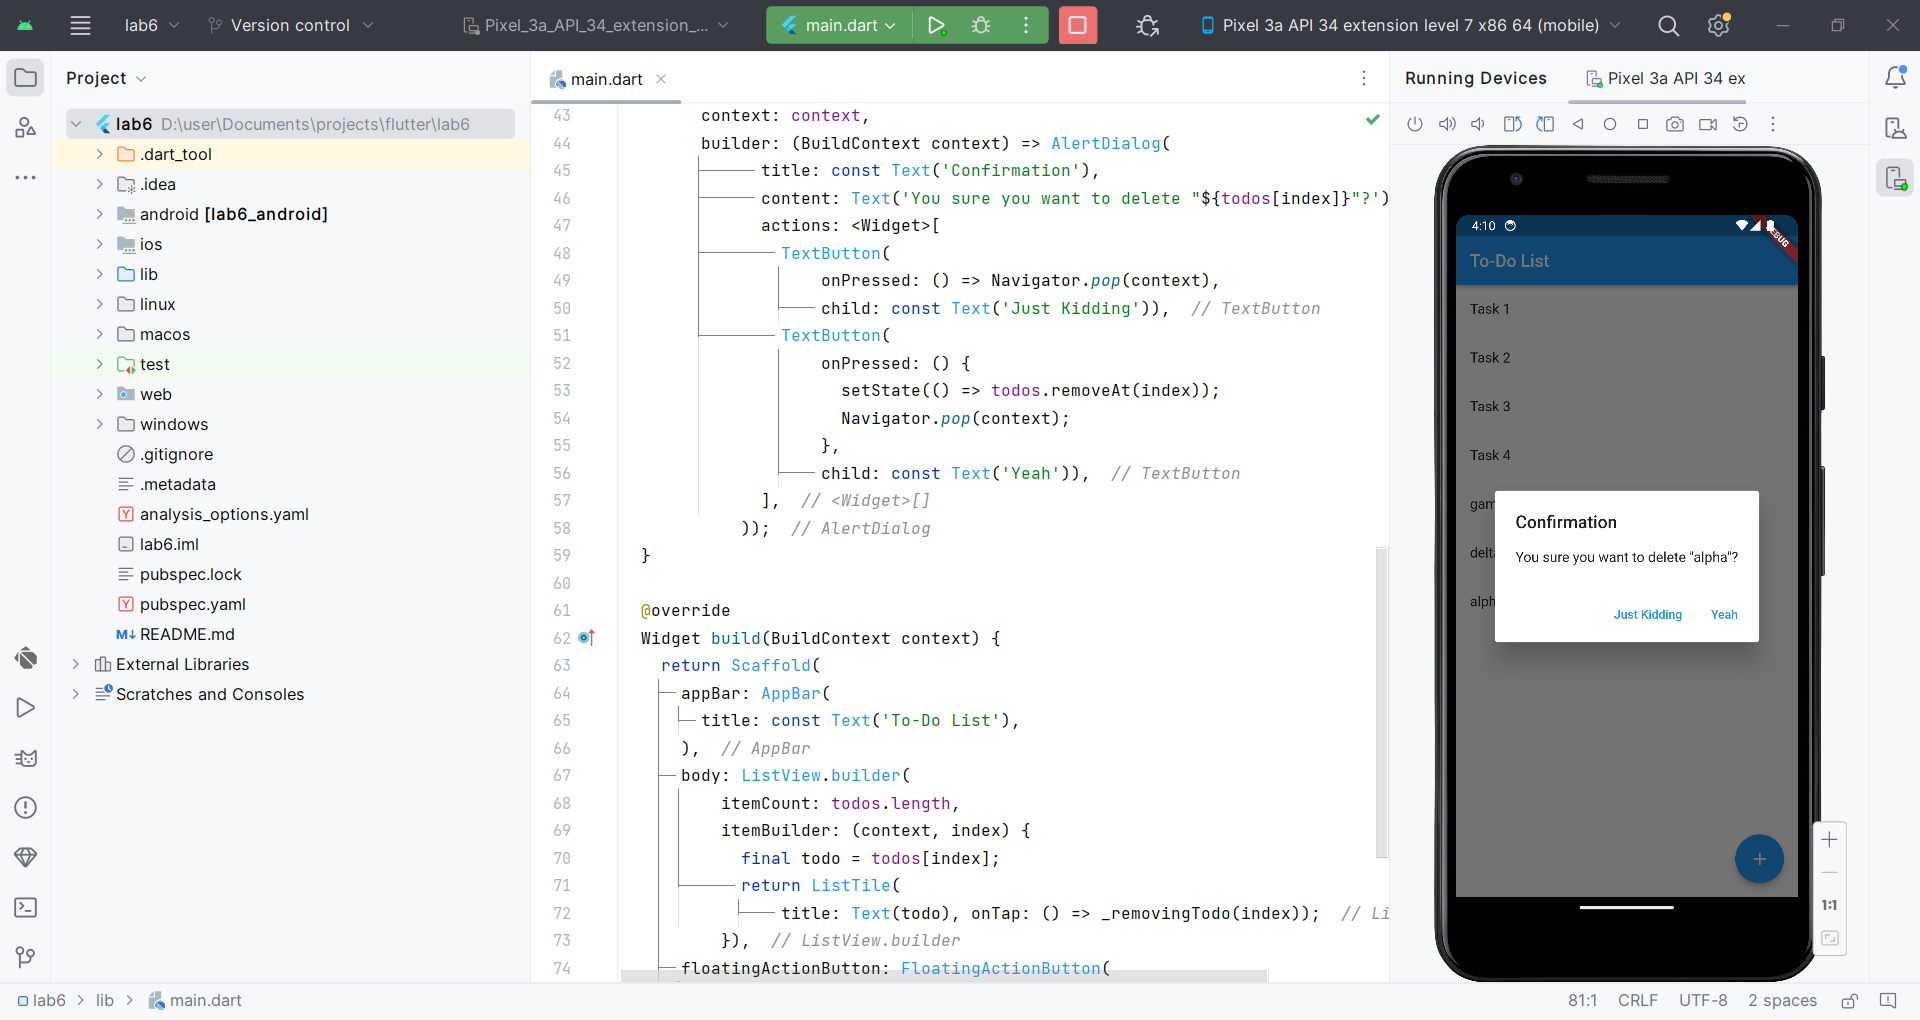 lab6
Version control
Pixel_3a_API_34_extension_...
main.dart
Pixel 3a API 34 extension level 7 x86 64 (mobile)
Project
lab6 D:\user\Documents\projects\flutter\lab6
.dart_tool
.idea
android [lab6_android]
ios
lib
linux
macos
test
web
windows
.gitignore
.metadata
analysis_options.yaml
lab6.iml
pubspec.lock
pubspec.yaml
README.md
External Libraries
Scratches and Consoles
main.dart
43 context: context,
44 builder: (BuildContext context) => AlertDialog(
45 title: const Text('Confirmation'),
46 content: Text('You sure you want to delete "${todos[index]}"?')
47 actions: <Widget>[
48 TextButton(
49 onPressed: () => Navigator.pop(context),
50 child: const Text('Just Kidding')), // TextButton
51 TextButton(
52 onPressed: () {
53 setState(() => todos.removeAt(index));
54 Navigator.pop(context);
55 },
56 child: const Text('Yeah')), // TextButton
57 ], // <Widget>[]
58 )); // AlertDialog
59 }
60
61 @override
62 Widget build(BuildContext context) {
63 return Scaffold(
64 appBar: AppBar(
65 title: const Text('To-Do List'),
66 ), // AppBar
67 body: ListView.builder(
68 itemCount: todos.length,
69 itemBuilder: (context, index) {
70 final todo = todos[index];
71 return ListTile(
72 title: Text(todo), onTap: () => _removingTodo(index)); // Li
73 }), // ListView.builder
74 floatingActionButton: FloatingActionButton(
Running Devices
Pixel 3a API 34 ex
4:10
DEBUG
To-Do List
Task 1
Task 2
Task 3
Task 4
gam
delt
alph
Confirmation
You sure you want to delete "alpha"?
Just Kidding Yeah
1:1
lab6 > lib > main.dart
81:1 CRLF UTF-8 2 spaces